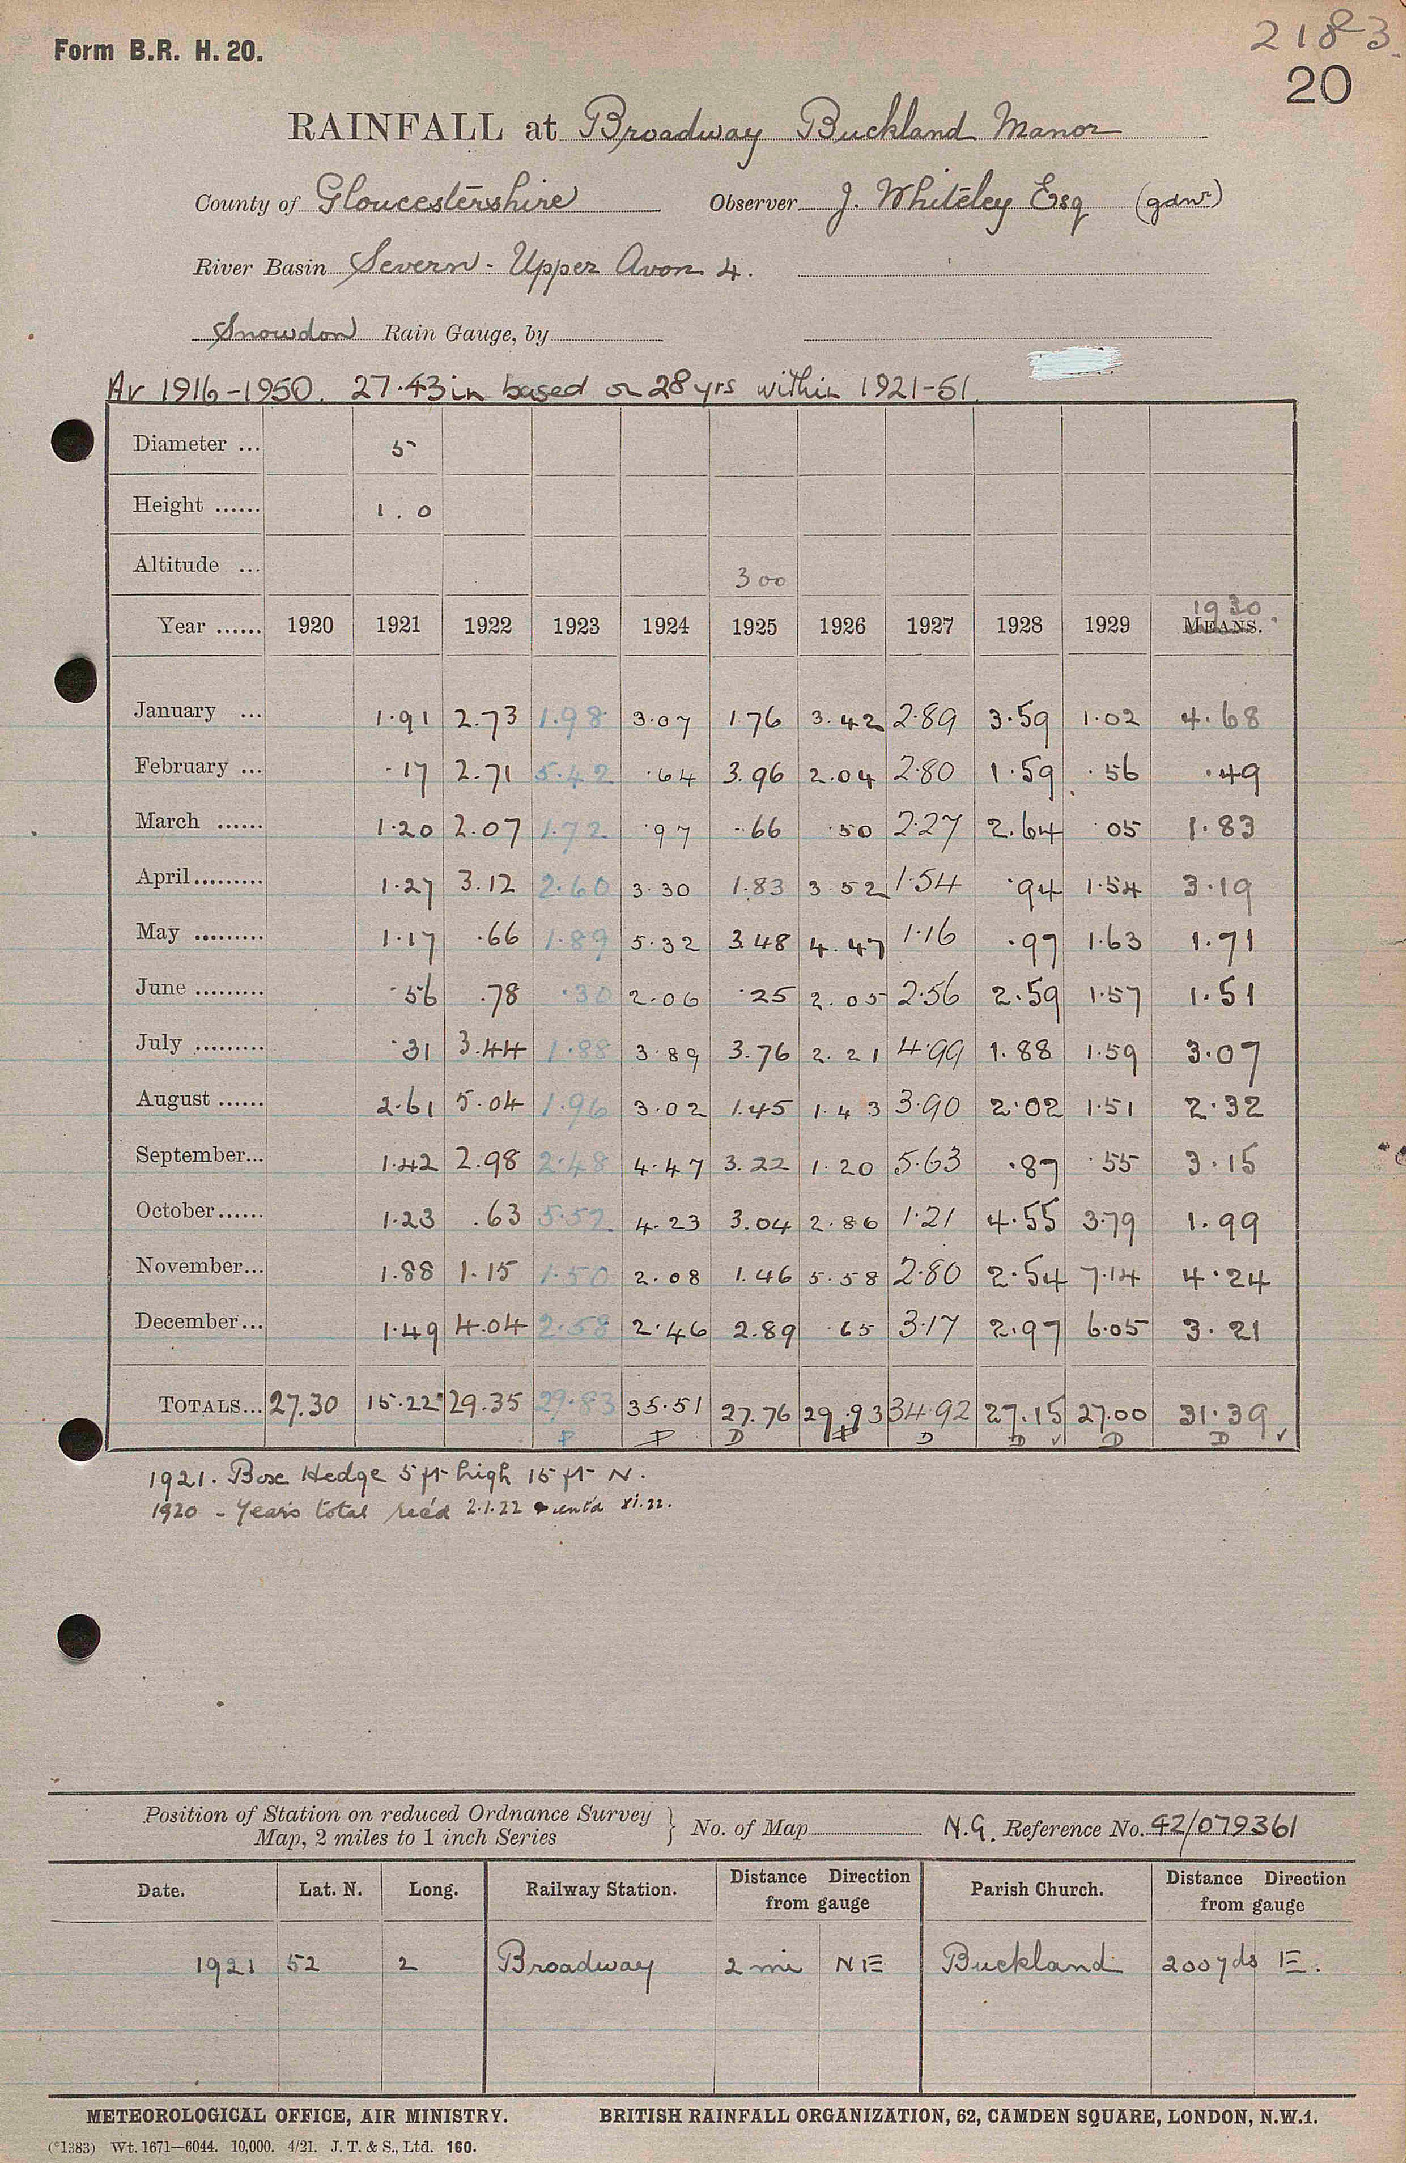 2183.
Form B.R. H. 20.
20
RAINFALL at Broadway Buckland Manor
County of Gloucestershire Observer J. Whiteley Esq (gdnr)
River Basin Severn - Upper Avon 4.
Snowdon Rain Gauge, by
Av 1916-1950. 27.43 in based on 28 yrs within 1921-51.
Diameter ... 5
Height ...... 1.0
Altitude ... 300
1930
Year ...... 1920 1921 1922 1923 1924 1925 1926 1927 1928 1929 MEANS.
January ... 1.91 2.73 1.98 3.07 1.76 3.42 2.89 3.59 1.02 4.68
February ... .17 2.71 5.42 .64 3.96 2.04 2.80 1.59 .56 .49
March ...... 1.20 2.07 1.72 .97 .66 .50 2.27 2.64 .05 1.83
April......... 1.27 3.12 2.60 3.30 1.83 3.52 1.54 .94 1.54 3.19
May ......... 1.17 .66 1.89 5.32 3.48 4.47 1.16 .97 1.63 1.71
June ......... .56 .78 .30 2.06 .25 2.05 2.56 2.59 1.57 1.51
July ......... .31 3.44 1.88 3.89 3.76 2.21 4.99 1.88 1.59 3.07
August ...... 2.61 5.04 1.96 3.02 1.45 1.43 3.90 2.02 1.51 2.32
September... 1.42 2.98 2.48 4.47 3.22 1.20 5.63 .87 .55 3.15
October...... 1.23 .63 5.52 4.23 3.04 2.86 1.21 4.55 3.79 1.99
November... 1.88 1.15 1.50 2.08 1.46 5.58 2.80 2.54 7.14 4.24
December... 1.49 4.04 2.58 2.46 2.89 .65 3.17 2.97 6.05 3.21
TOTALS... 27.30 15.22 29.35 29.83 35.51 27.76 29.93 34.92 27.15 27.00 31.39
P P D P D D ✓ D D ✓
1921. Box Hedge 5 ft high 15 ft N.
1920 - Year's total rec'd 2.1.22 ent'd xi.22.
Position of Station on reduced Ordnance Survey
Map, 2 miles to 1 inch Series } No. of Map N.G. Reference No. 42/079361
Date. Lat. N. Long. Railway Station. Distance Direction from gauge Parish Church. Distance Direction from gauge
1921 52 2 Broadway 2 mi NE Buckland 200 yds E.
METEOROLOGICAL OFFICE, AIR MINISTRY. BRITISH RAINFALL ORGANIZATION, 62, CAMDEN SQUARE, LONDON, N.W.1.
(*1383) Wt. 1671—6044. 10,000. 4/21. J. T. & S., Ltd. 160.